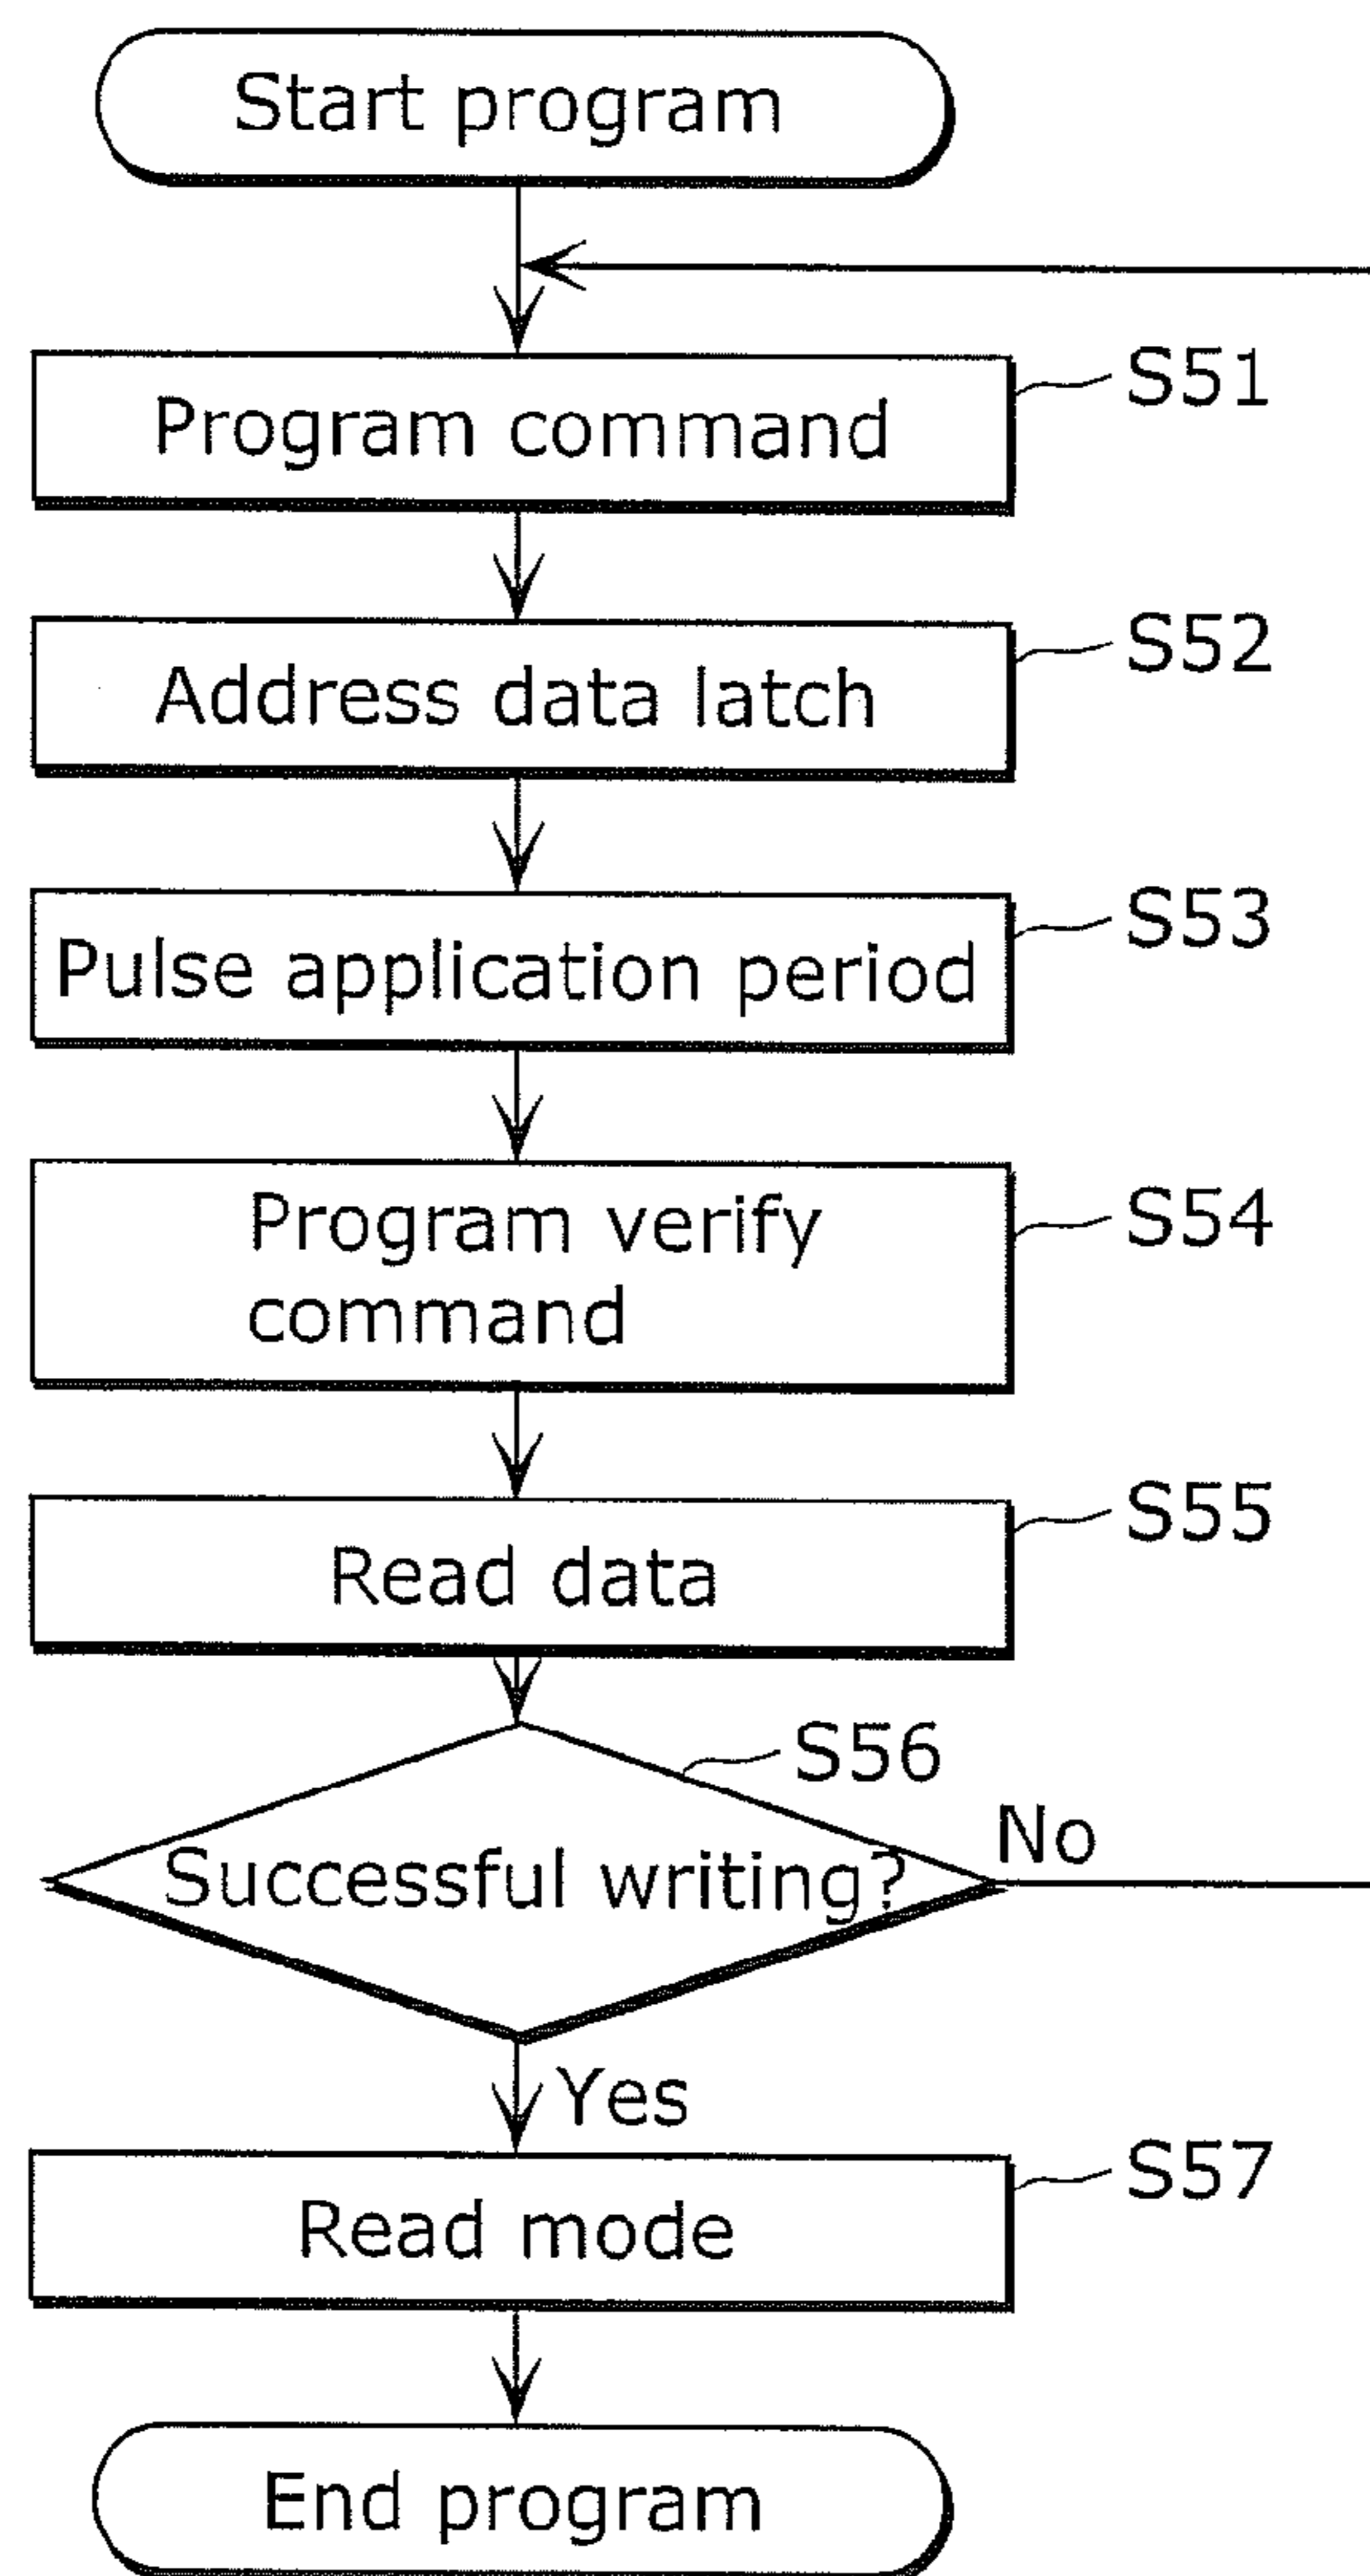 Start program
Program command
S51
Address data latch
S52
Pulse application period
S53
Program verify
command
S54
Read data
S55
S56
Successful writing?
No
Yes
Read mode
S57
End program